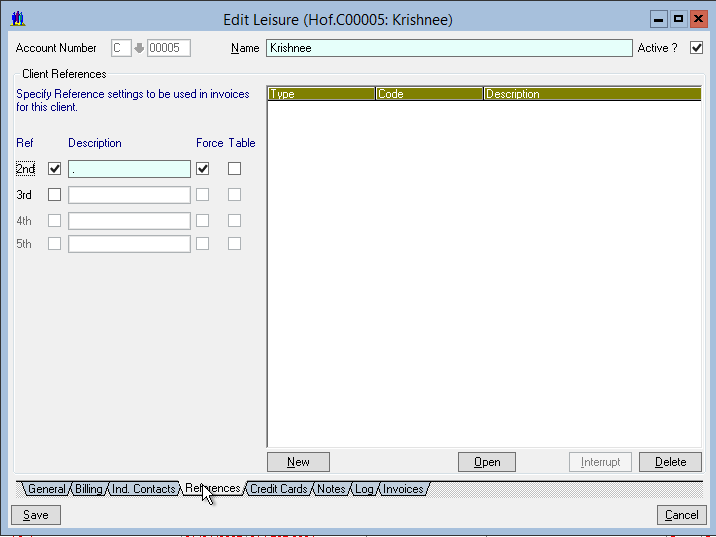 Edit Leisure (Hof.C00005: Krishnee)
Account Number C 00005 Name Krishnee Active ?
Client References
Specify Reference settings to be used in invoices
for this client.
Type Code Description
Ref Description Force Table
2nd .
3rd
4th
5th
New Open Interrupt Delete
General Billing Ind. Contacts References Credit Cards Notes Log Invoices
Save Cancel